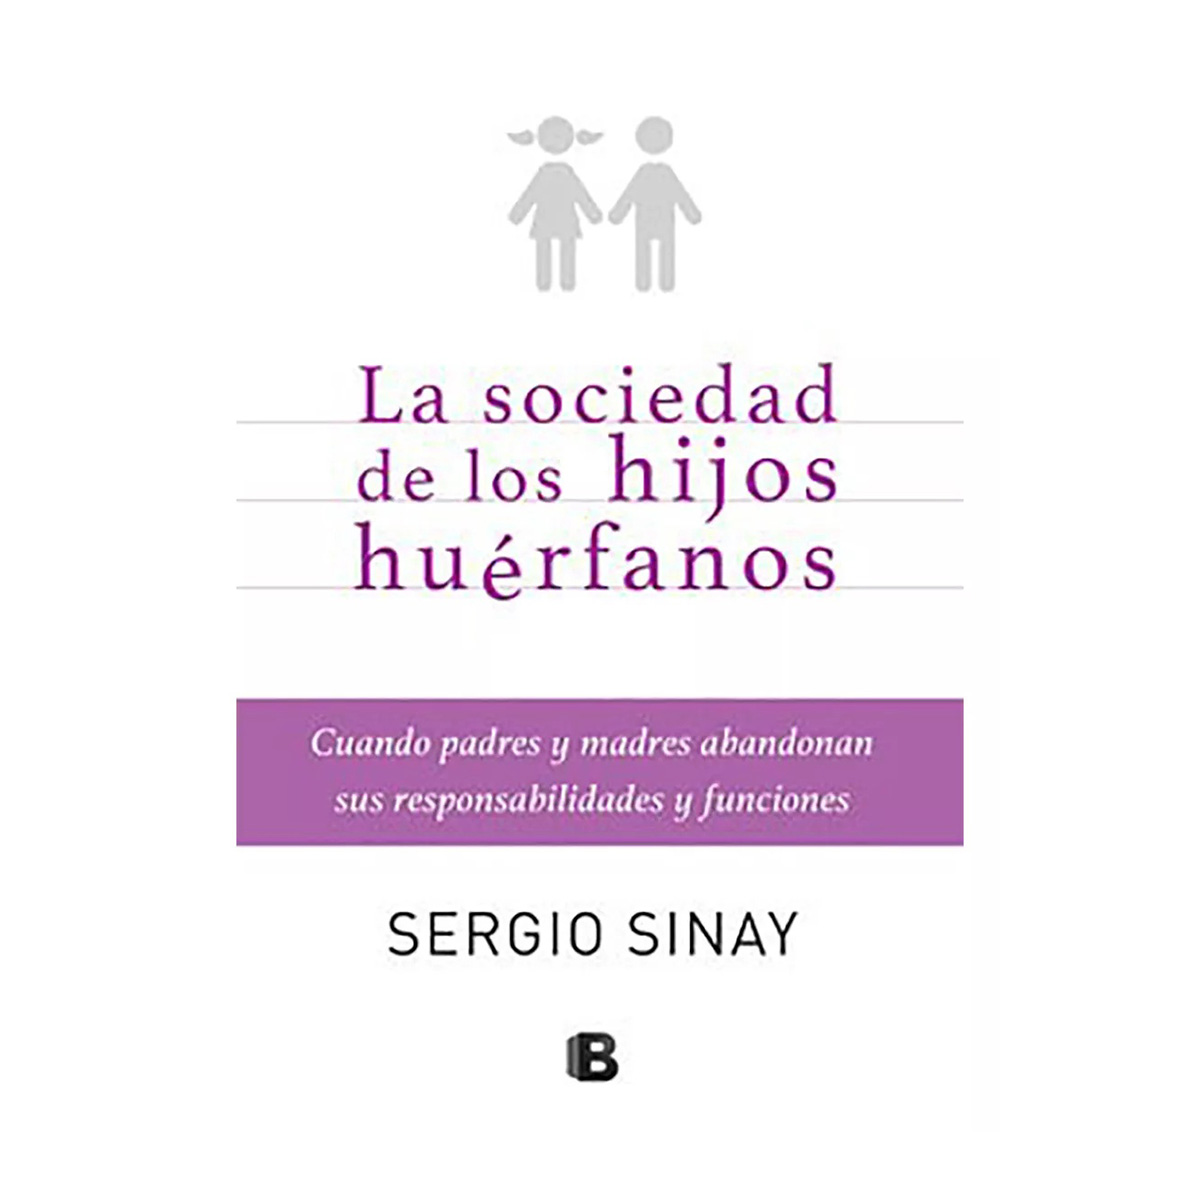 La sociedad
de los hijos
huérfanos
Cuando padres y madres abandonan
sus responsabilidades y funciones
SERGIO SINAY
B